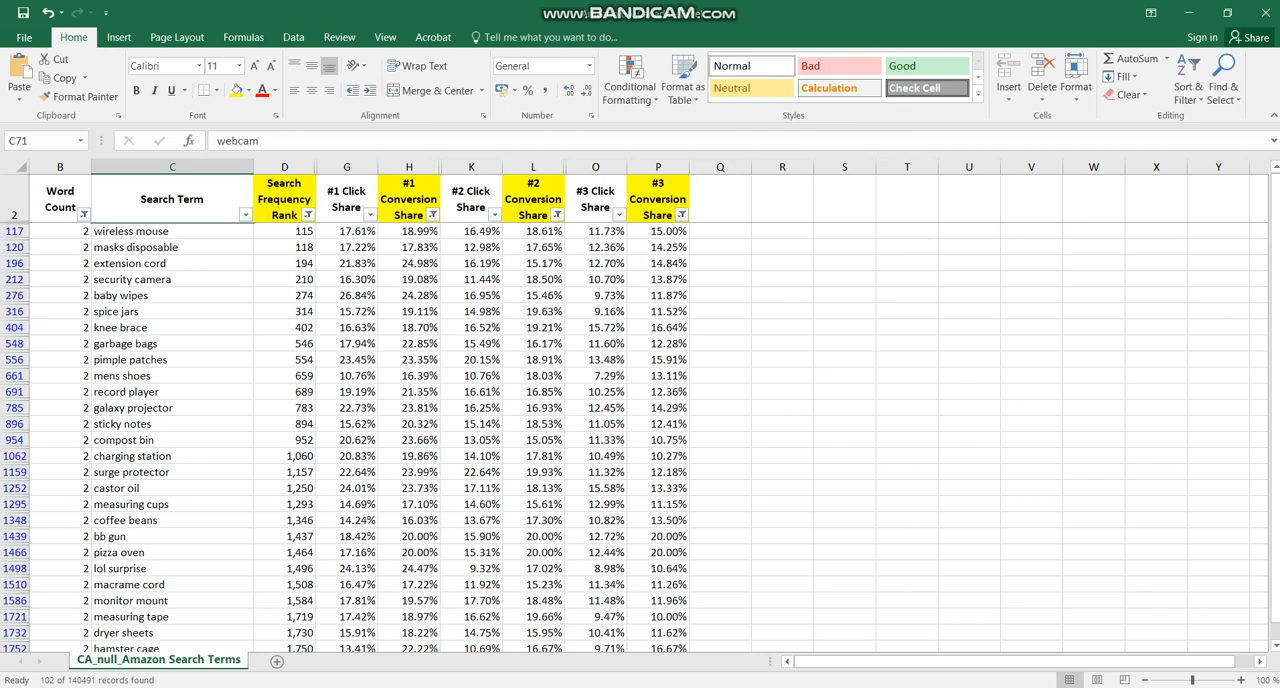 WWW.BANDICAM.COM
File Home Insert Page Layout Formulas Data Review View Acrobat Tell me what you want to do... Sign in Share
Paste Cut Copy Format Painter Clipboard
Calibri 11 A A B I U A Font
Wrap Text Merge & Center Alignment
General % , Number
Conditional Formatting Format as Table
Normal Bad Good
Neutral Calculation Check Cell
Styles
Insert Delete Format Cells
AutoSum Fill Clear Sort & Filter Find & Select Editing
C71 fx webcam
B C D G H K L O P Q R S T U V W X Y
2 Word Count Search Term Search Frequency Rank #1 Click Share #1 Conversion Share #2 Click Share #2 Conversion Share #3 Click Share #3 Conversion Share
117 2 wireless mouse 115 17.61% 18.99% 16.49% 18.61% 11.73% 15.00%
120 2 masks disposable 118 17.22% 17.83% 12.98% 17.65% 12.36% 14.25%
196 2 extension cord 194 21.83% 24.98% 16.19% 15.17% 12.70% 14.84%
212 2 security camera 210 16.30% 19.08% 11.44% 18.50% 10.70% 13.87%
276 2 baby wipes 274 26.84% 24.28% 16.95% 15.46% 9.73% 11.87%
316 2 spice jars 314 15.72% 19.11% 14.98% 19.63% 9.16% 11.52%
404 2 knee brace 402 16.63% 18.70% 16.52% 19.21% 15.72% 16.64%
548 2 garbage bags 546 17.94% 22.85% 15.49% 16.17% 11.60% 12.28%
556 2 pimple patches 554 23.45% 23.35% 20.15% 18.91% 13.48% 15.91%
661 2 mens shoes 659 10.76% 16.39% 10.76% 18.03% 7.29% 13.11%
691 2 record player 689 19.19% 21.35% 16.61% 16.85% 10.25% 12.36%
785 2 galaxy projector 783 22.73% 23.81% 16.25% 16.93% 12.45% 14.29%
896 2 sticky notes 894 15.62% 20.32% 15.14% 18.53% 11.05% 12.41%
954 2 compost bin 952 20.62% 23.66% 13.05% 15.05% 11.33% 10.75%
1062 2 charging station 1,060 20.83% 19.86% 14.10% 17.81% 10.49% 10.27%
1159 2 surge protector 1,157 22.64% 23.99% 22.64% 19.93% 11.32% 12.18%
1252 2 castor oil 1,250 24.01% 23.73% 17.11% 18.13% 15.58% 13.33%
1295 2 measuring cups 1,293 14.69% 17.10% 14.60% 15.61% 12.99% 11.15%
1348 2 coffee beans 1,346 14.24% 16.03% 13.67% 17.30% 10.82% 13.50%
1439 2 bb gun 1,437 18.42% 20.00% 15.90% 20.00% 12.72% 20.00%
1466 2 pizza oven 1,464 17.16% 20.00% 15.31% 20.00% 12.44% 20.00%
1498 2 lol surprise 1,496 24.13% 24.47% 9.32% 17.02% 8.98% 10.64%
1510 2 macrame cord 1,508 16.47% 17.22% 11.92% 15.23% 11.34% 11.26%
1586 2 monitor mount 1,584 17.81% 19.57% 17.70% 18.48% 11.48% 11.96%
1721 2 measuring tape 1,719 17.42% 18.97% 16.62% 19.66% 9.47% 10.00%
1732 2 dryer sheets 1,730 15.91% 18.22% 14.75% 15.95% 10.41% 11.62%
1752 2 hamster cage 1,750 13.41% 22.22% 10.69% 16.67% 9.71% 16.67%
CA_null_Amazon Search Terms
Ready 102 of 140491 records found 100 %